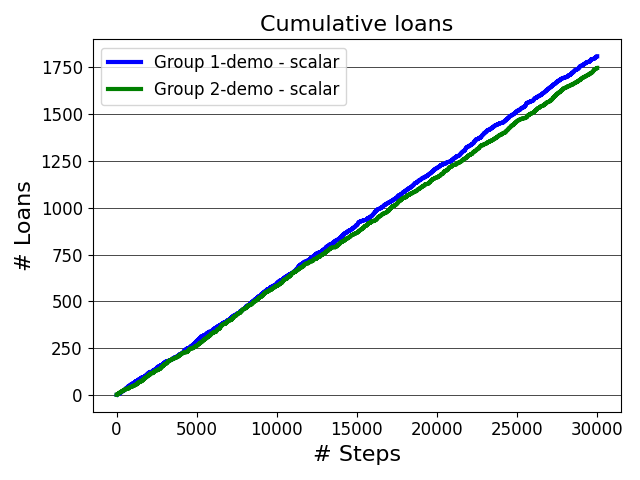 Cumulative loans
Group 1-demo - scalar
Group 2-demo - scalar
# Loans
1750
1500
1250
1000
750
500
250
0
0 5000 10000 15000 20000 25000 30000
# Steps